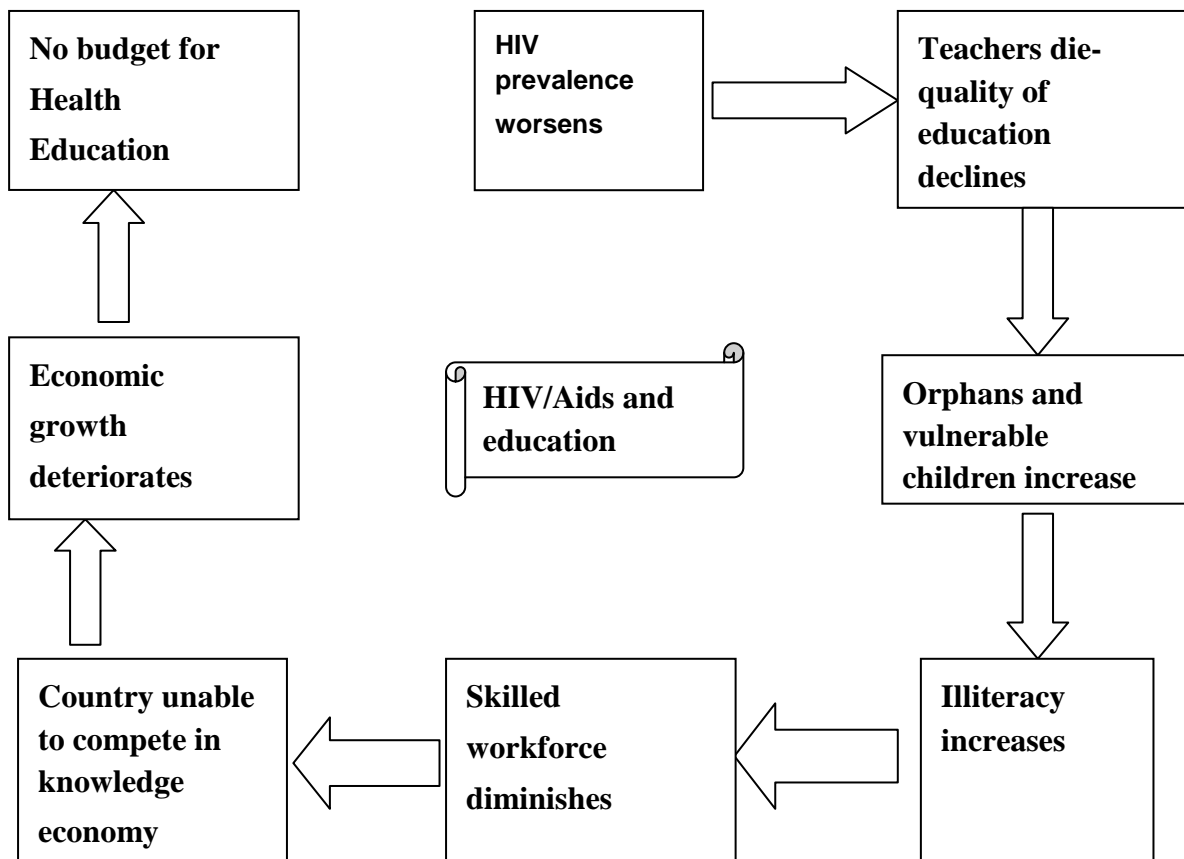 No budget for
Health
Education
HIV
prevalence
worsens
Teachers die-
quality of
education
declines
Economic
growth
deteriorates
HIV/Aids and
education
Orphans and
vulnerable
children increase
Country unable
to compete in
knowledge
economy
Skilled
workforce
diminishes
Illiteracy
increases